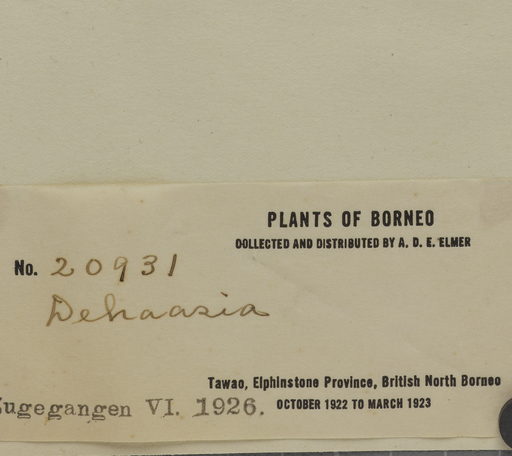 PLANTS OF BORNEO
COLLECTED AND DISTRIBUTED BY A. D. E. ELMER
No. 20931
Dehaasia
Tawao, Elphinstone Province, British North Borneo
Zugegangen VI. 1926. OCTOBER 1922 TO MARCH 1923